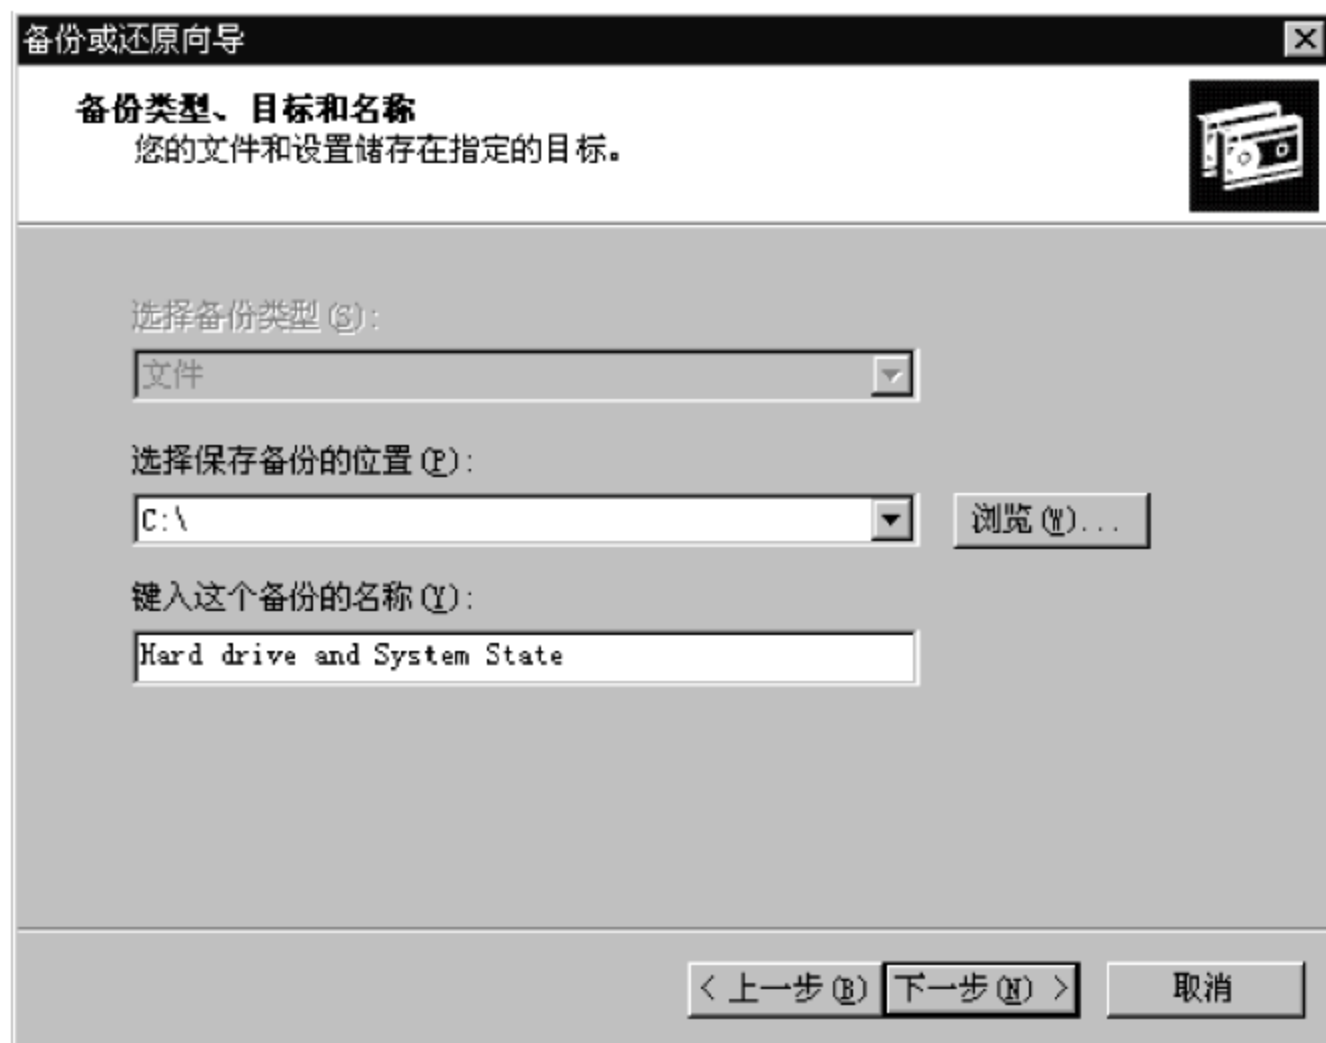 备份或还原向导
备份类型、目标和名称
您的文件和设置储存在指定的目标。
选择备份类型(S):
文件
选择保存备份的位置(P):
C:\
浏览(W)...
键入这个备份的名称(Y):
Hard drive and System State
< 上一步(B) 下一步(N) > 取消